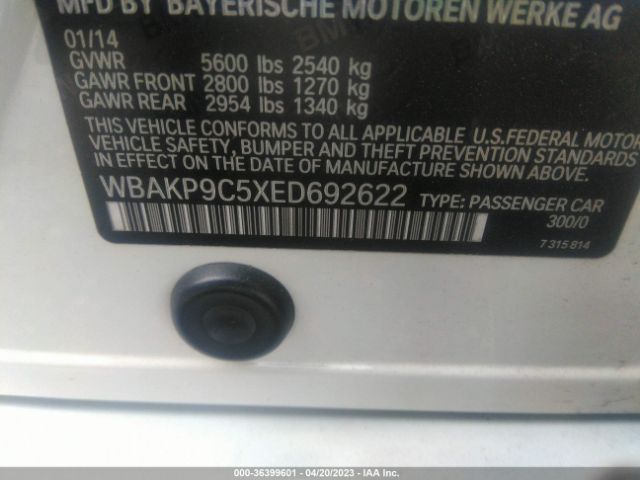 MFD BY BAYERISCHE MOTOREN WERKE AG
01/14
GVWR 5600 lbs 2540 kg
GAWR FRONT 2800 lbs 1270 kg
GAWR REAR 2954 lbs 1340 kg
THIS VEHICLE CONFORMS TO ALL APPLICABLE U.S.FEDERAL MOTOR
VEHICLE SAFETY, BUMPER AND THEFT PREVENTION STANDARDS
IN EFFECT ON THE DATE OF MANUFACTURE SHOWN ABOVE.
WBAKP9C5XED692622 TYPE: PASSENGER CAR
300/0
7 315 814
000-36399601 / 04/20/2023 / IAA Inc.